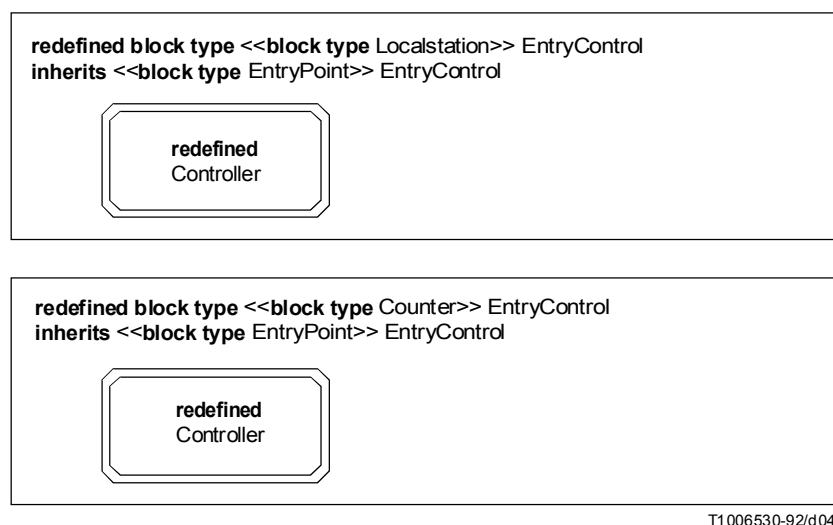 redefined block type <<block type Localstation>> EntryControl
inherits <<block type EntryPoint>> EntryControl
redefined
Controller
redefined block type <<block type Counter>> EntryControl
inherits <<block type EntryPoint>> EntryControl
redefined
Controller
T1006530-92/d04